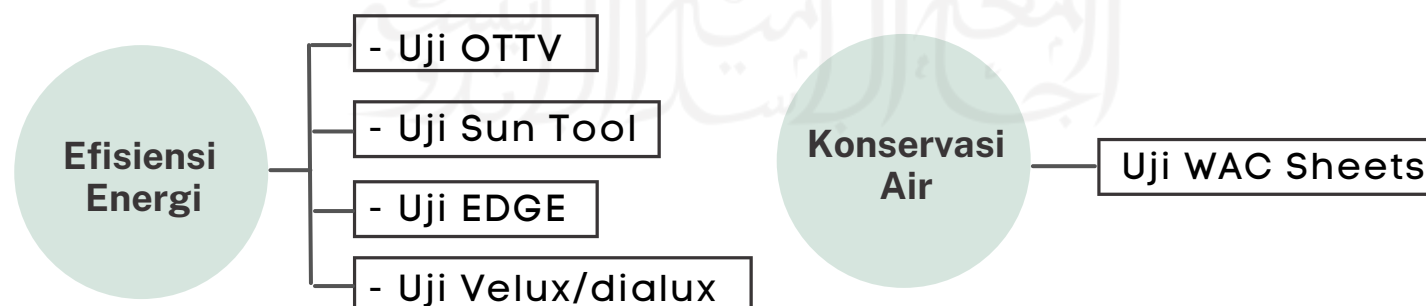 Efisiensi
Energi
- Uji OTTV
- Uji Sun Tool
- Uji EDGE
- Uji Velux/dialux
Konservasi
Air
Uji WAC Sheets